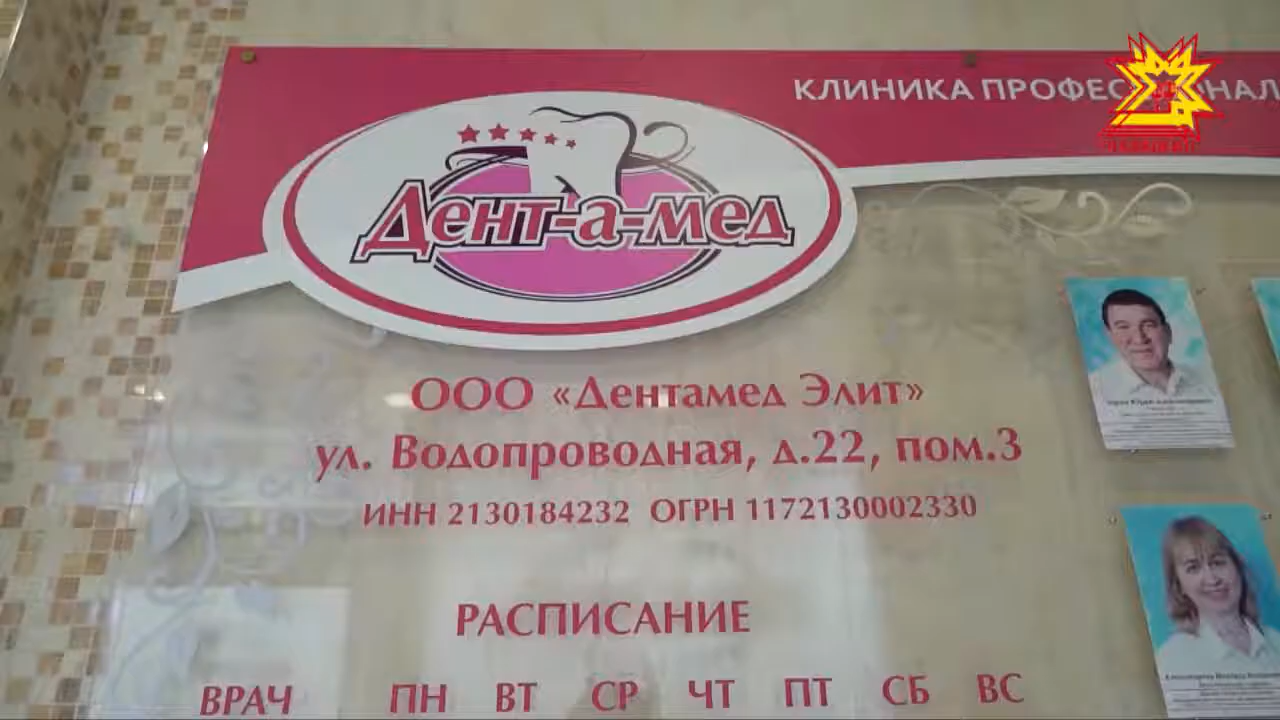 КЛИНИКА ПРОФЕС
Дент-а-мед
ООО «Дентамед Элит»
ул. Водопроводная, д.22, пом.3
ИНН 2130184232 ОГРН 1172130002330
РАСПИСАНИЕ
ВРАЧ ПН ВТ СР ЧТ ПТ СБ ВС